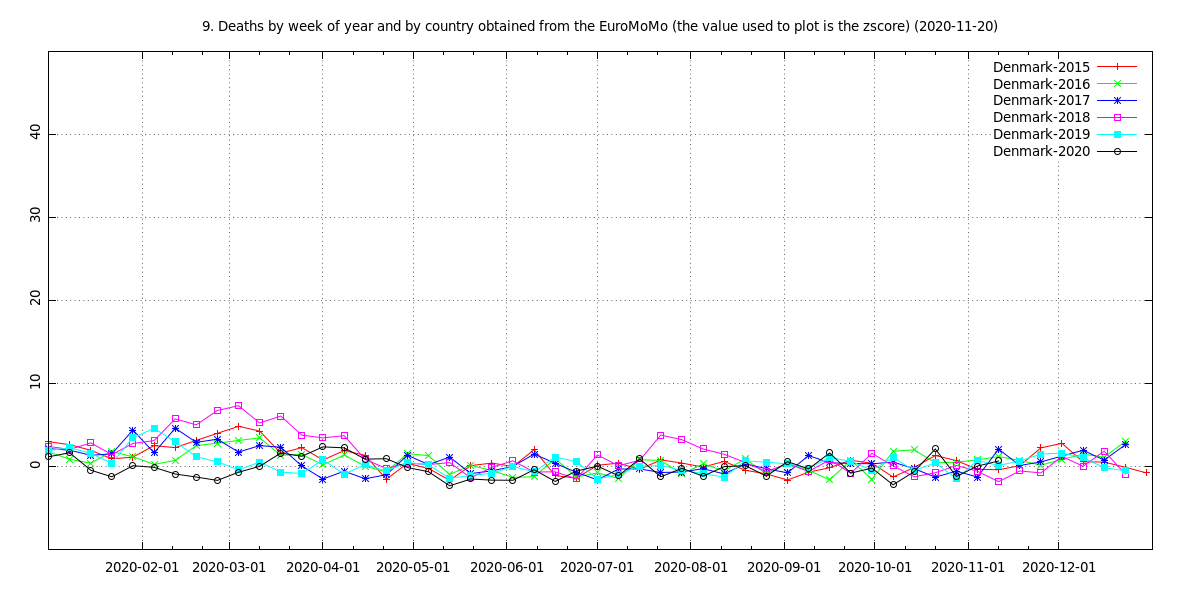 9. Deaths by week of year and by country obtained from the EuroMoMo (the value used to plot is the zscore) (2020-11-20)
Denmark-2015
Denmark-2016
Denmark-2017
Denmark-2018
Denmark-2019
Denmark-2020
40
30
20
10
0
2020-02-01 2020-03-01 2020-04-01 2020-05-01 2020-06-01 2020-07-01 2020-08-01 2020-09-01 2020-10-01 2020-11-01 2020-12-01